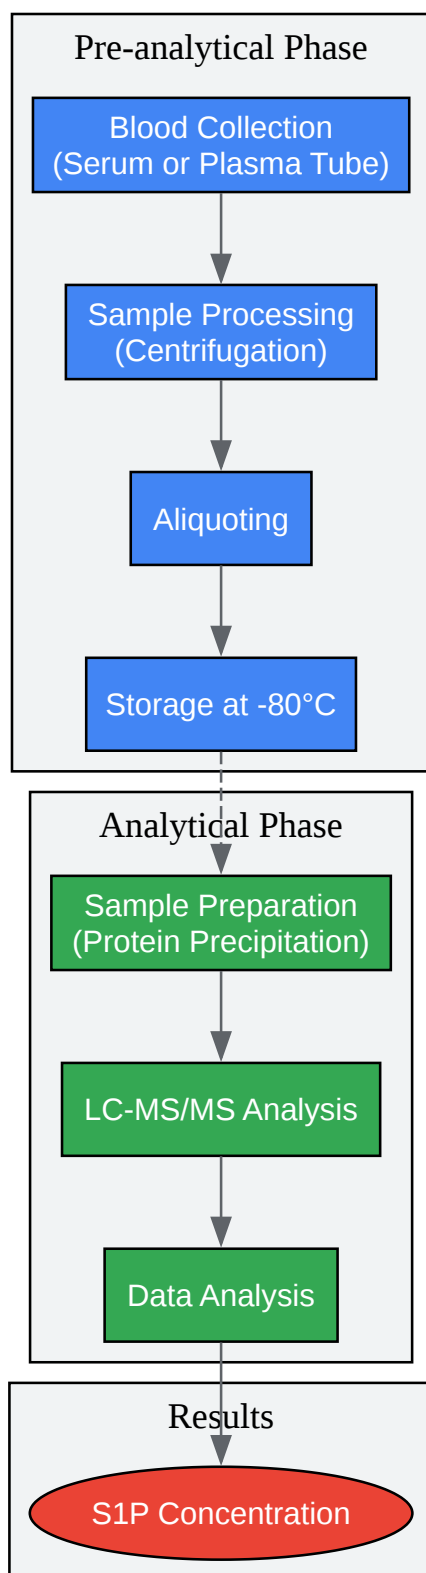 Pre-analytical Phase
Blood Collection
(Serum or Plasma Tube)
Sample Processing
(Centrifugation)
Aliquoting
Storage at -80°C
Analytical Phase
Sample Preparation
(Protein Precipitation)
LC-MS/MS Analysis
Data Analysis
Results
S1P Concentration